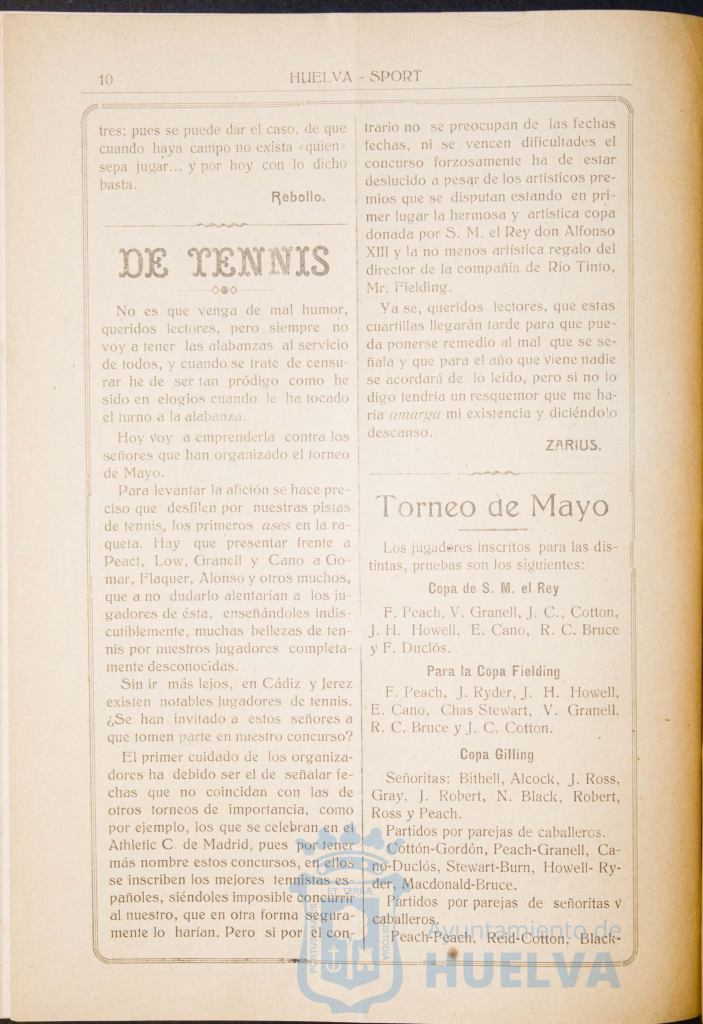 10
HUELVA - SPORT
tres; pues se puede dar el caso, de que
cuando haya campo no exista «quien»
sepa jugar... y por hoy con lo dicho
basta.
Rebollo.
DE TENNIS
No es que venga de mal humor,
queridos lectores, pero siempre no
voy a tener las alabanzas al servicio
de todos, y cuando se trate de censu-
rar he de ser tan pródigo como he
sido en elogios cuando le ha tocado
el turno a la alabanza.
Hoy voy a emprenderla contra los
señores que han organizado el torneo
de Mayo.
Para levantar la afición se hace pre-
ciso que desfilen por nuestras pistas
de tennis, los primeros ases en la ra-
queta. Hay que presentar frente a
Peact, Low, Granell y Cano a Go-
mar, Flaquer, Alonso y otros muchos,
que a no dudarlo alentarían a los ju-
gadores de ésta, enseñándoles indis-
cutiblemente, muchas bellezas de ten-
nis por nuestros jugadores completa-
mente desconocidas.
Sin ir más lejos, en Cádiz y Jerez
existen notables jugadores de tennis.
¿Se han invitado a estos señores a
que tomen parte en nuestro concurso?
El primer cuidado de los organiza-
dores ha debido ser el de señalar fe-
chas que no coincidan con las de
otros torneos de importancia, como
por ejemplo, los que se celebran en el
Athletic C. de Madrid, pues por tener
más nombre estos concursos, en ellos
se inscriben los mejores tennistas es-
pañoles, siéndoles imposible concurrir
al nuestro, que en otra forma segura-
mente lo harían. Pero si por el con-
trario no se preocupan de las fechas
fechas, ni se vencen dificultades el
concurso forzosamente ha de estar
deslucido a pesar de los artísticos pre-
mios que se disputan estando en pri-
mer lugar la hermosa y artística copa
donada por S. M. el Rey don Alfonso
XIII y la no menos artística regalo del
director de la compañía de Rio Tinto,
Mr. Fielding.
Ya se, queridos lectores, que estas
cuartillas llegarán tarde para que pue-
da ponerse remedio al mal que se se-
ñala y que para el año que viene nadie
se acordará de lo leido, pero si no lo
digo tendría un resquemor que me ha-
ría amarga mi existencia y diciéndolo
descanso.
ZARIUS.
Torneo de Mayo
Los jugadores inscritos para las dis-
tintas, pruebas son los siguientes:
Copa de S. M. el Rey
F. Peach, V. Granell, J. C., Cotton,
J. H. Howell, E. Cano, R. C. Bruce
y F. Duclós.
Para la Copa Fielding
F. Peach, J. Ryder, J. H. Howell,
E. Cano, Chas Stewart, V. Granell,
R. C. Bruce y J. C. Cotton.
Copa Gilling
Señoritas: Bithell, Alcock, J. Ross,
Gray, J. Robert, N. Black, Robert,
Ross y Peach.
Partidos por parejas de caballeros.
Cottón-Gordón, Peach-Granell, Ca-
no-Duclós, Stewart-Burn, Howell- Ry-
der, Macdonald-Bruce.
Partidos por parejas de señoritas y
caballeros.
Peach-Peach, Reid-Cotton, Black-
PORTUS MARIS ET TERRÆ CUSTODIA
Ayuntamiento de
HUELVA